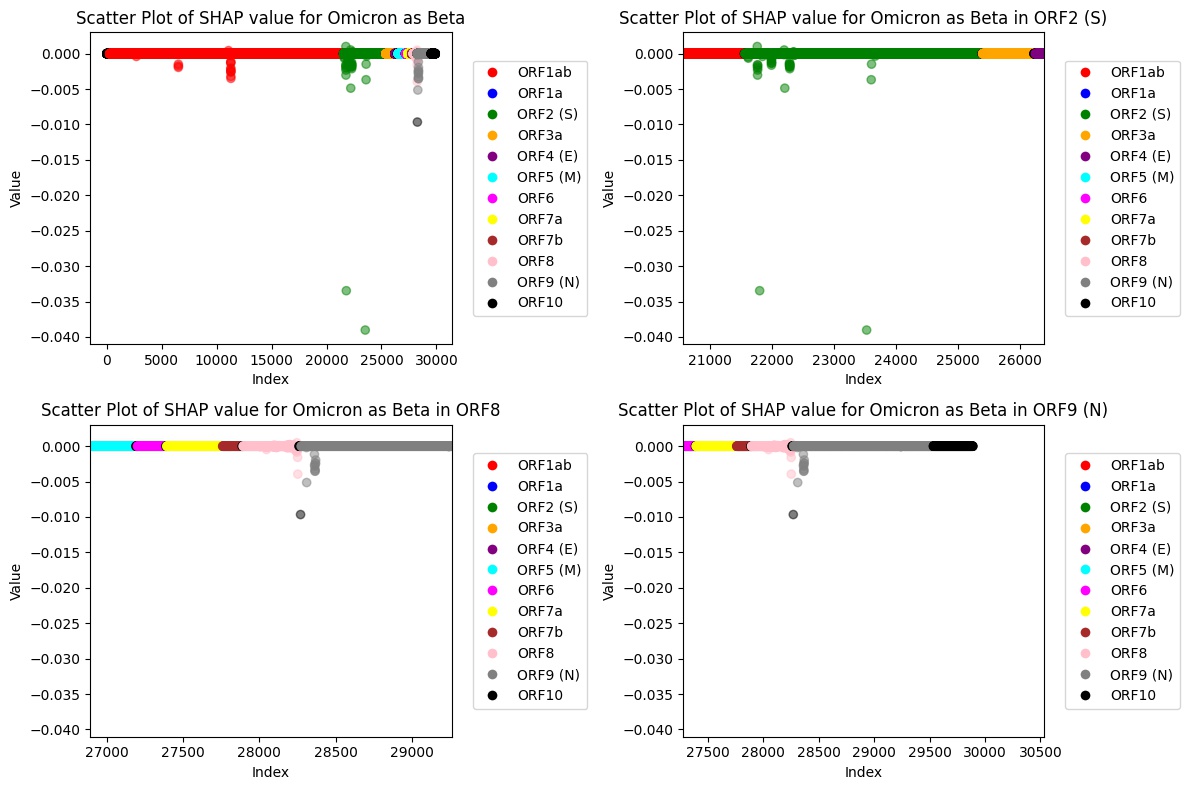 Scatter Plot of SHAP value for Omicron as Beta
0.000
−0.005
−0.010
−0.015
−0.020
−0.025
−0.030
−0.035
−0.040
Value
0 5000 10000 15000 20000 25000 30000
Index
ORF1ab
ORF1a
ORF2 (S)
ORF3a
ORF4 (E)
ORF5 (M)
ORF6
ORF7a
ORF7b
ORF8
ORF9 (N)
ORF10
Scatter Plot of SHAP value for Omicron as Beta in ORF2 (S)
0.000
−0.005
−0.010
−0.015
−0.020
−0.025
−0.030
−0.035
−0.040
Value
21000 22000 23000 24000 25000 26000
Index
ORF1ab
ORF1a
ORF2 (S)
ORF3a
ORF4 (E)
ORF5 (M)
ORF6
ORF7a
ORF7b
ORF8
ORF9 (N)
ORF10
Scatter Plot of SHAP value for Omicron as Beta in ORF8
0.000
−0.005
−0.010
−0.015
−0.020
−0.025
−0.030
−0.035
−0.040
Value
27000 27500 28000 28500 29000
Index
ORF1ab
ORF1a
ORF2 (S)
ORF3a
ORF4 (E)
ORF5 (M)
ORF6
ORF7a
ORF7b
ORF8
ORF9 (N)
ORF10
Scatter Plot of SHAP value for Omicron as Beta in ORF9 (N)
0.000
−0.005
−0.010
−0.015
−0.020
−0.025
−0.030
−0.035
−0.040
Value
27500 28000 28500 29000 29500 30000 30500
Index
ORF1ab
ORF1a
ORF2 (S)
ORF3a
ORF4 (E)
ORF5 (M)
ORF6
ORF7a
ORF7b
ORF8
ORF9 (N)
ORF10